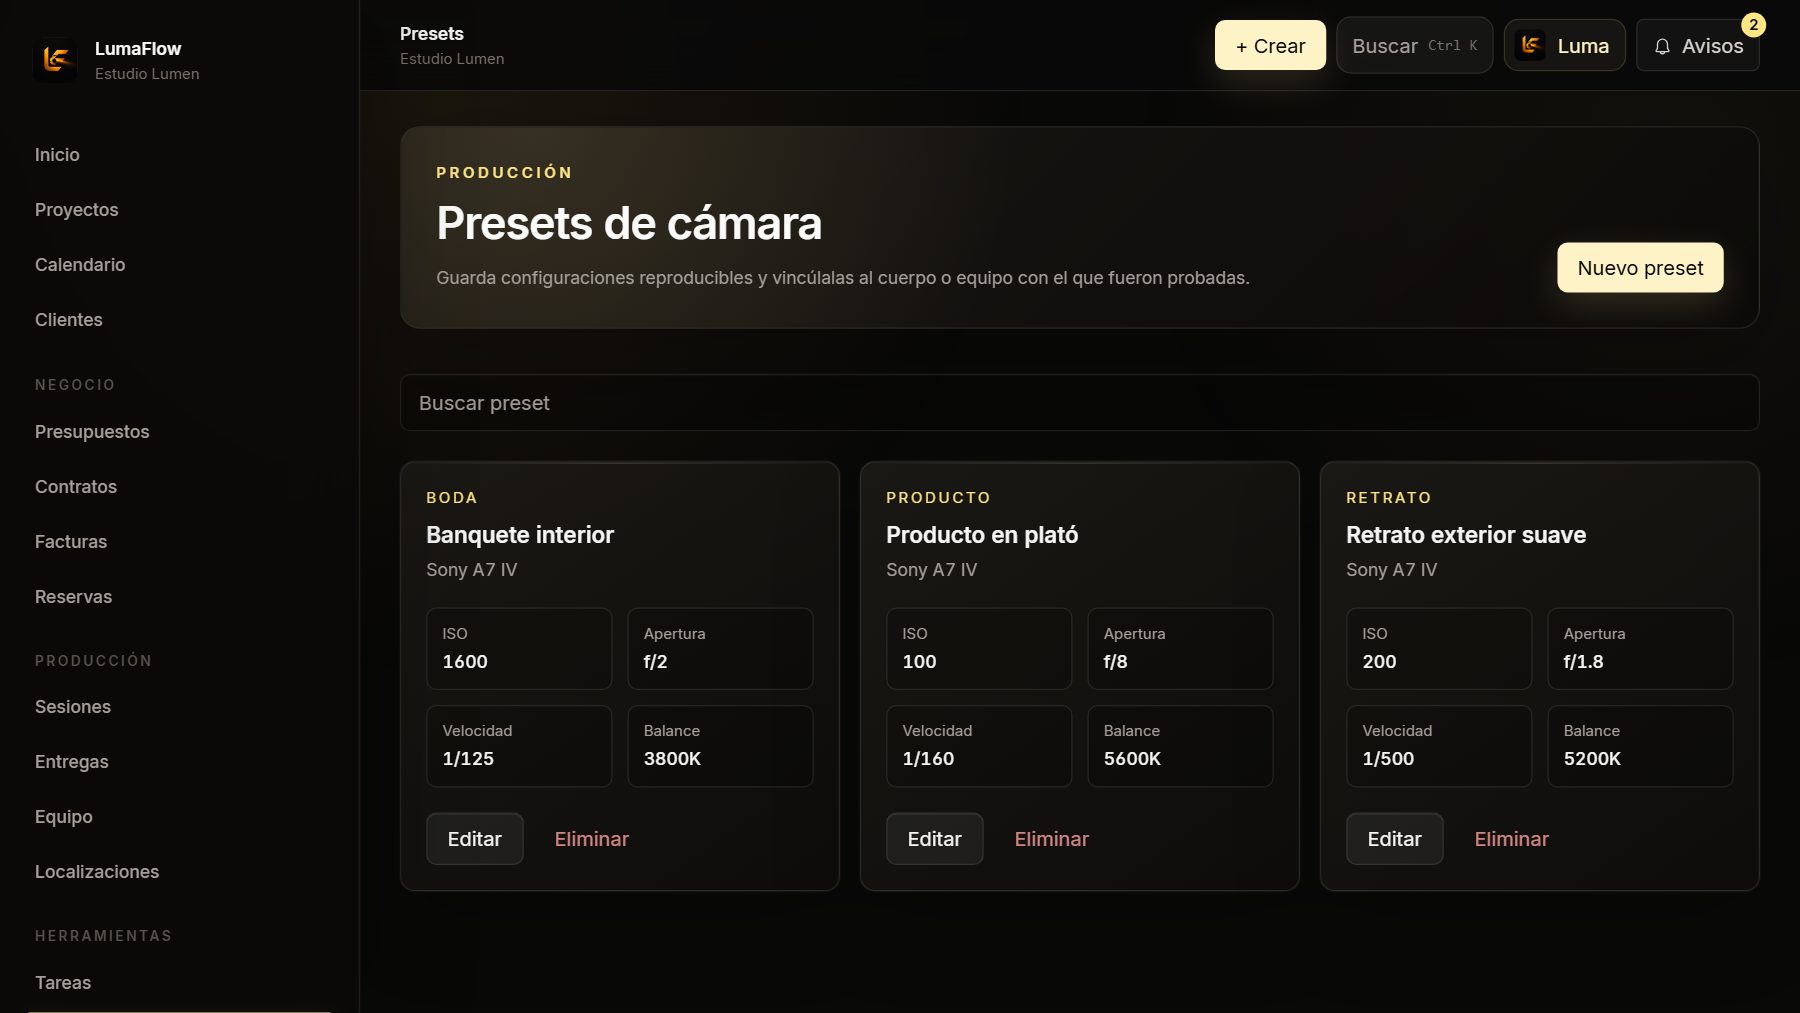 LumaFlow
Estudio Lumen
Inicio
Proyectos
Calendario
Clientes
NEGOCIO
Presupuestos
Contratos
Facturas
Reservas
PRODUCCIÓN
Sesiones
Entregas
Equipo
Localizaciones
HERRAMIENTAS
Tareas
Presets
Estudio Lumen
+ Crear
Buscar Ctrl K
Luma
Avisos
2
PRODUCCIÓN
Presets de cámara
Guarda configuraciones reproducibles y vincúlalas al cuerpo o equipo con el que fueron probadas.
Nuevo preset
Buscar preset
BODA
Banquete interior
Sony A7 IV
ISO
1600
Apertura
f/2
Velocidad
1/125
Balance
3800K
Editar
Eliminar
PRODUCTO
Producto en plató
Sony A7 IV
ISO
100
Apertura
f/8
Velocidad
1/160
Balance
5600K
Editar
Eliminar
RETRATO
Retrato exterior suave
Sony A7 IV
ISO
200
Apertura
f/1.8
Velocidad
1/500
Balance
5200K
Editar
Eliminar